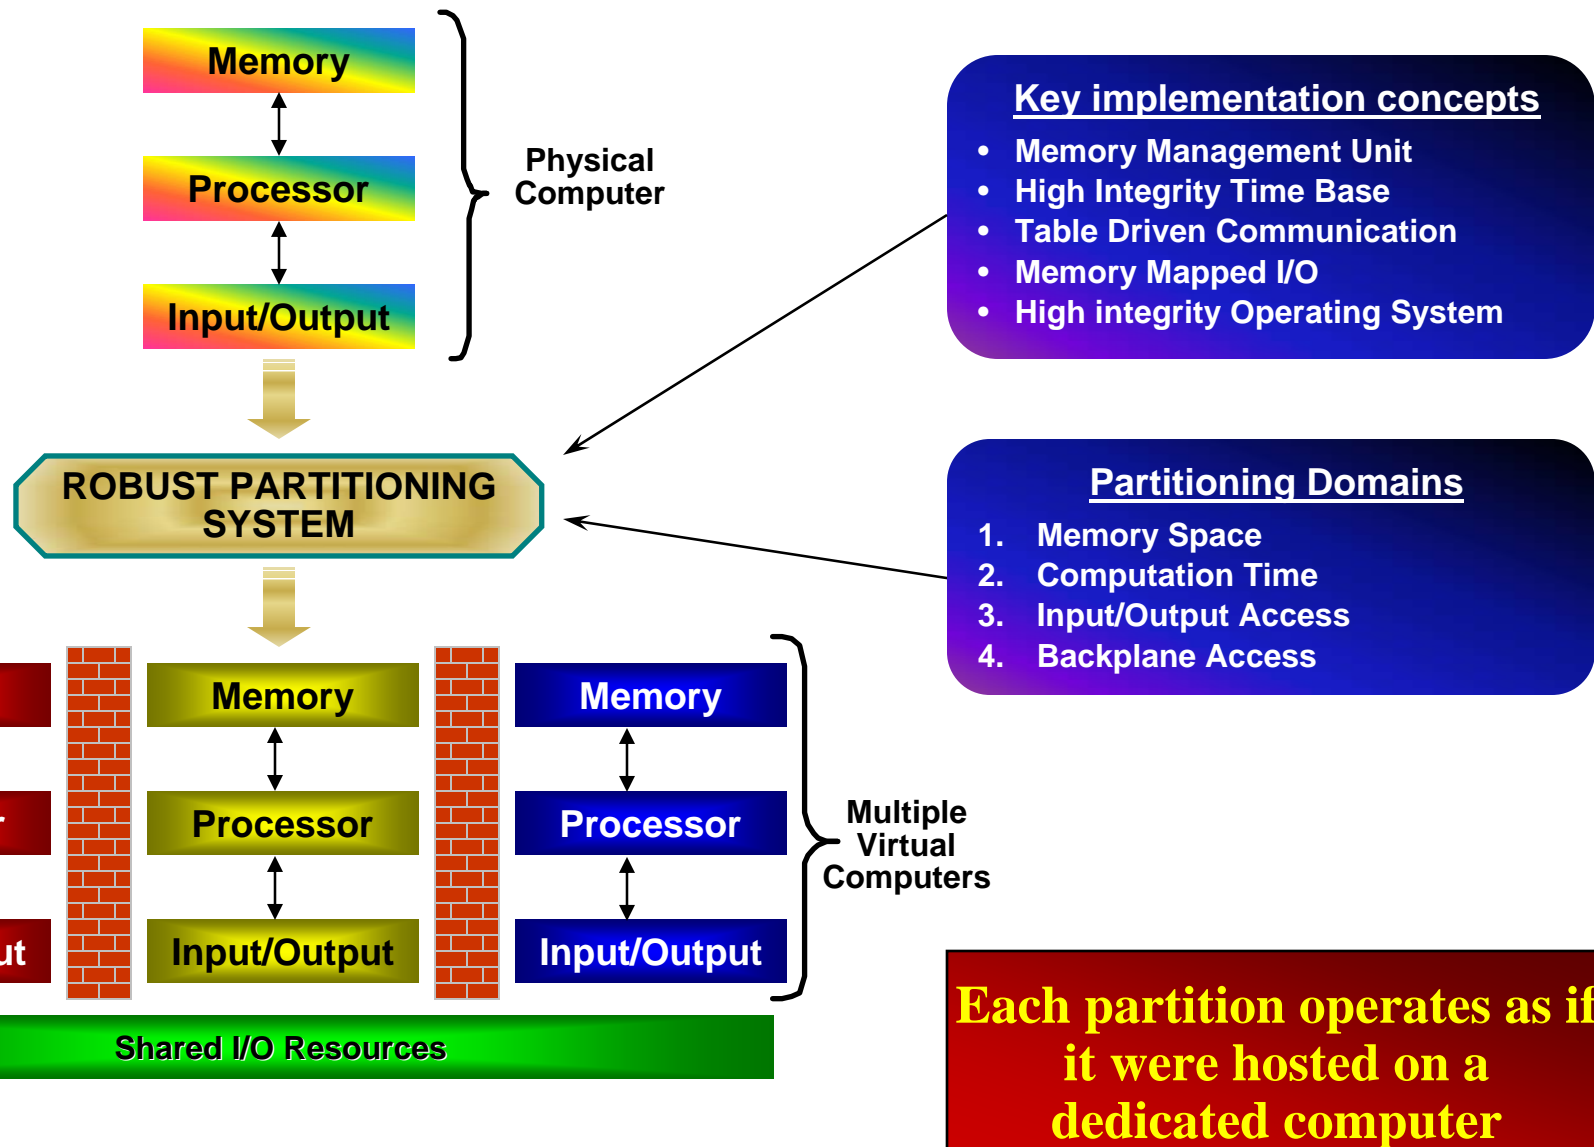 Memory
Processor
Input/Output
Physical
Computer
Key implementation concepts
• Memory Management Unit
• High Integrity Time Base
• Table Driven Communication
• Memory Mapped I/O
• High integrity Operating System
ROBUST PARTITIONING
SYSTEM
Partitioning Domains
1. Memory Space
2. Computation Time
3. Input/Output Access
4. Backplane Access
Memory
Processor
Input/Output
Memory
Processor
Input/Output
Multiple
Virtual
Computers
Shared I/O Resources
Each partition operates as if
it were hosted on a
dedicated computer